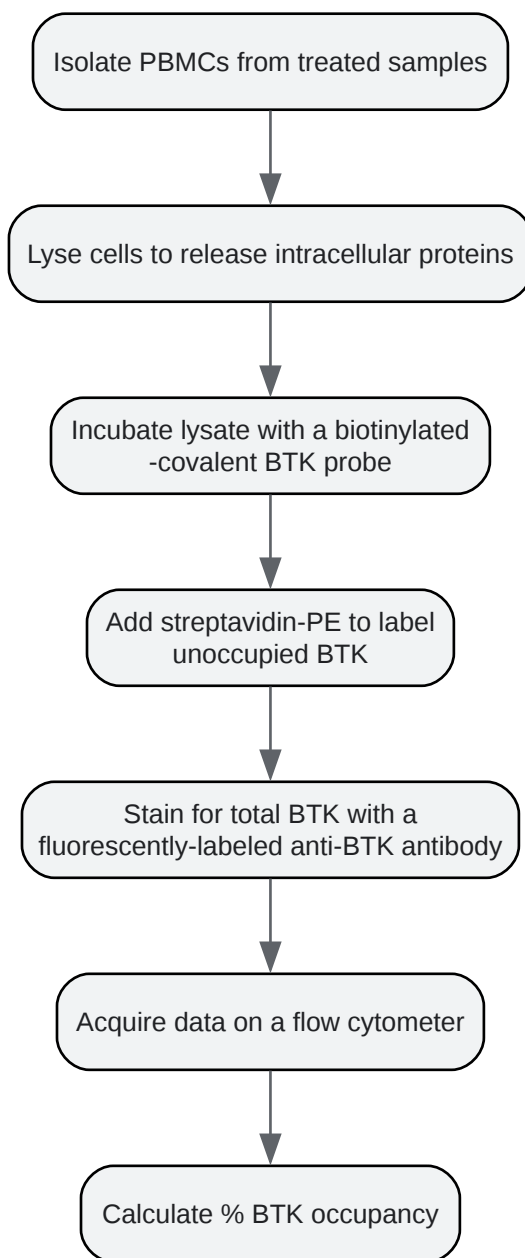 Isolate PBMCs from treated samples
Lyse cells to release intracellular proteins
Incubate lysate with a biotinylated
-covalent BTK probe
Add streptavidin-PE to label
unoccupied BTK
Stain for total BTK with a
fluorescently-labeled anti-BTK antibody
Acquire data on a flow cytometer
Calculate % BTK occupancy